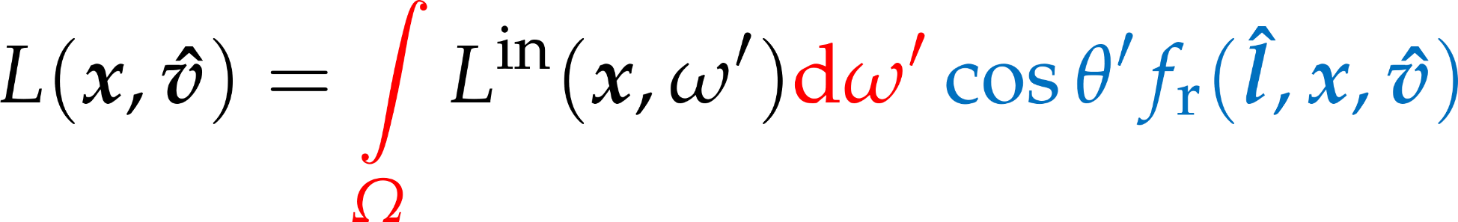 L(x, v̂) = ∫_Ω L^in(x, ω′)dω′ cos θ′ f_r(l̂, x, v̂)